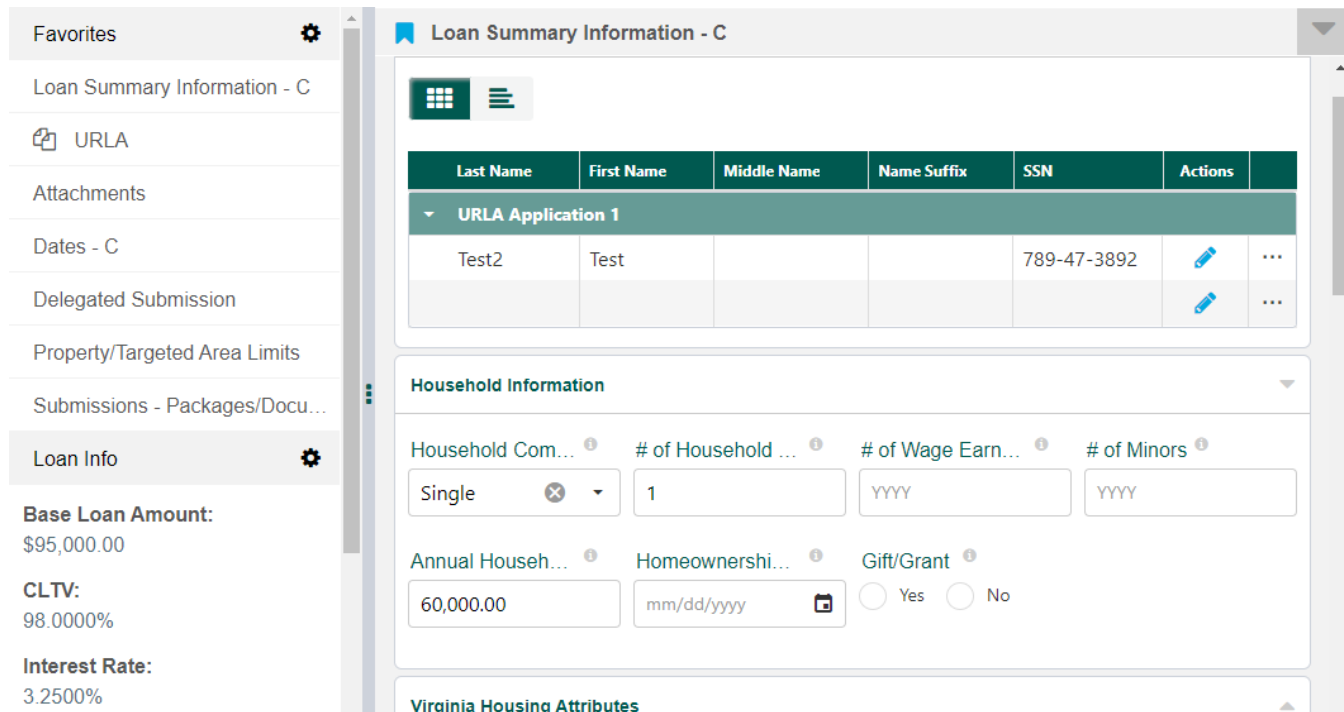 Favorites
Loan Summary Information - C
URLA
Attachments
Dates - C
Delegated Submission
Property/Targeted Area Limits
Submissions - Packages/Docu...
Loan Info
Base Loan Amount:
$95,000.00
CLTV:
98.0000%
Interest Rate:
3.2500%
Loan Summary Information - C
Last Name First Name Middle Name Name Suffix SSN Actions
URLA Application 1
Test2 Test 789-47-3892
Household Information
Household Com... # of Household ... # of Wage Earn... # of Minors
Single 1 YYYY YYYY
Annual Househ... Homeownershi... Gift/Grant
60,000.00 mm/dd/yyyy Yes No
Virginia Housing Attributes